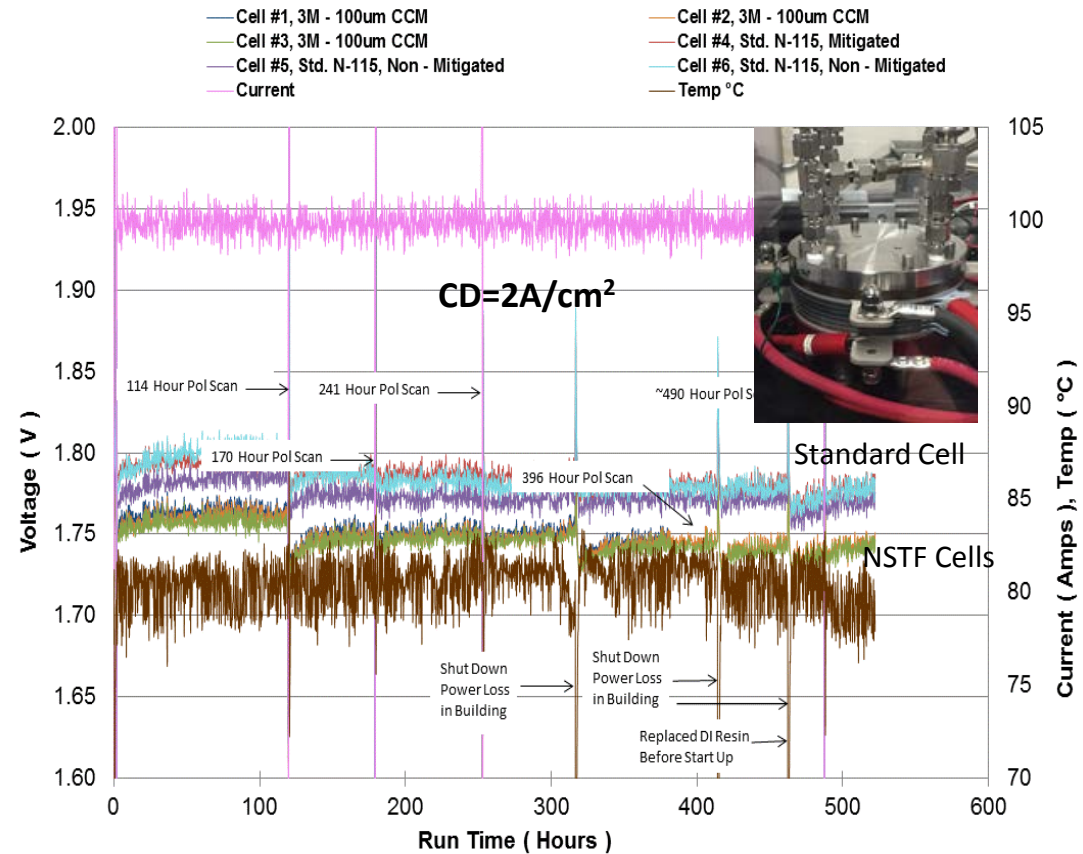 Cell #1, 3M - 100um CCM
Cell #2, 3M - 100um CCM
Cell #3, 3M - 100um CCM
Cell #4, Std. N-115, Mitigated
Cell #5, Std. N-115, Non - Mitigated
Cell #6, Std. N-115, Non - Mitigated
Current
Temp °C
2.00
1.95
1.90
1.85
1.80
1.75
1.70
1.65
1.60
Voltage ( V )
CD=2A/cm²
114 Hour Pol Scan
241 Hour Pol Scan
~490 Hour Pol Sc
170 Hour Pol Scan
396 Hour Pol Scan
Standard Cell
NSTF Cells
Shut Down
Power Loss
in Building
Shut Down
Power Loss
in Building
Replaced DI Resin
Before Start Up
105
100
95
90
85
80
75
70
Current ( Amps ), Temp ( °C )
0
100
200
300
400
500
600
Run Time ( Hours )